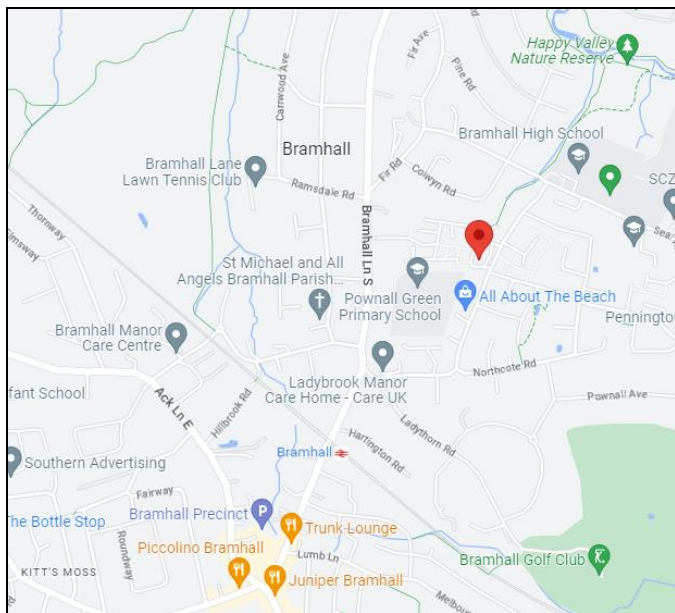 Happy Valley
Nature Reserve
Fir Ave
Pine Rd
Carrwood Ave
Bramhall High School
Bramhall
Bramhall Lane
Lawn Tennis Club
Fir Rd
Colwyn Rd
SCZ
Ramsdale Rd
Thornway
Elmsway
Bramhall Ln S
Sea
St Michael and All
Angels Bramhall Parish...
Pownall Green
Primary School
All About The Beach
Bramhall Manor
Care Centre
Pennington
Ladybrook Manor
Care Home - Care UK
Northcote Rd
Pownall Ave
fant School
Ack Ln E
Hillbrook Rd
Ladythorn Rd
Hartington Rd
Bramhall
Southern Advertising
Fairway
The Bottle Stop
Bramhall Precinct
P
Trunk Lounge
Roundway
Piccolino Bramhall
Lumb Ln
Bramhall Golf Club
KITT'S MOSS
Juniper Bramhall
Melbou